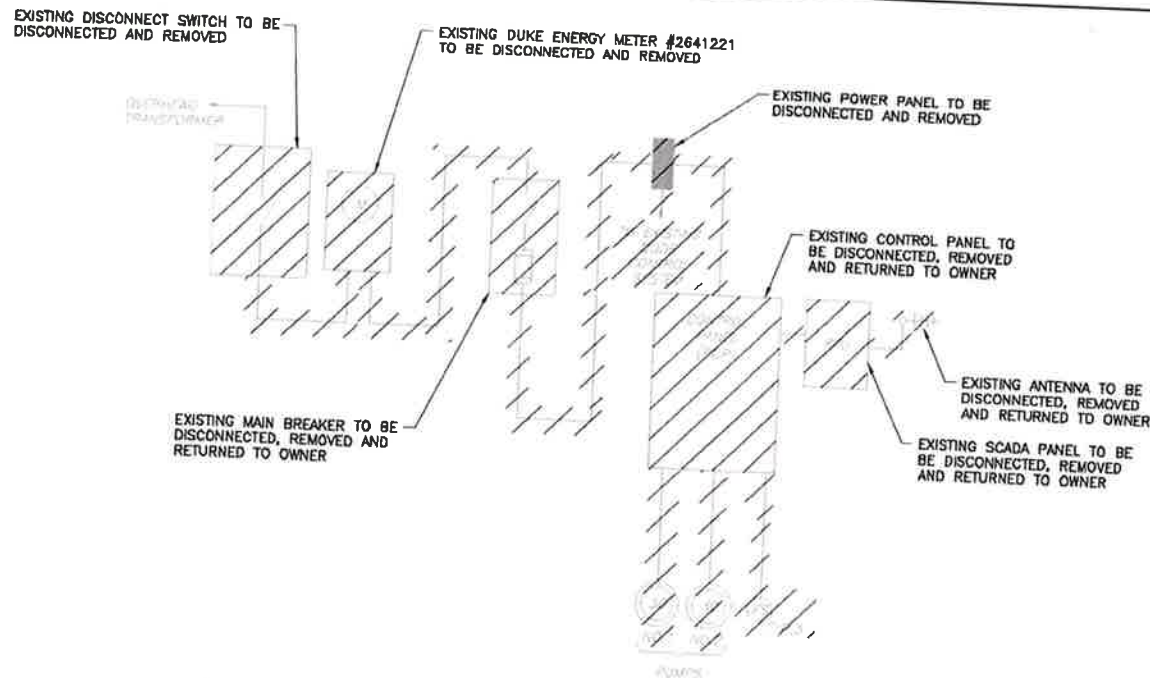 EXISTING DISCONNECT SWITCH TO BE
DISCONNECTED AND REMOVED
EXISTING DUKE ENERGY METER #2641221
TO BE DISCONNECTED AND REMOVED
OVERHEAD
TRANSFORMER
EXISTING POWER PANEL TO BE
DISCONNECTED AND REMOVED
M
EXISTING CONTROL PANEL TO
BE DISCONNECTED, REMOVED
AND RETURNED TO OWNER
EXISTING ANTENNA TO BE
DISCONNECTED, REMOVED
AND RETURNED TO OWNER
EXISTING MAIN BREAKER TO BE
DISCONNECTED, REMOVED AND
RETURNED TO OWNER
EXISTING SCADA PANEL TO BE
BE DISCONNECTED, REMOVED
AND RETURNED TO OWNER
PUMPS